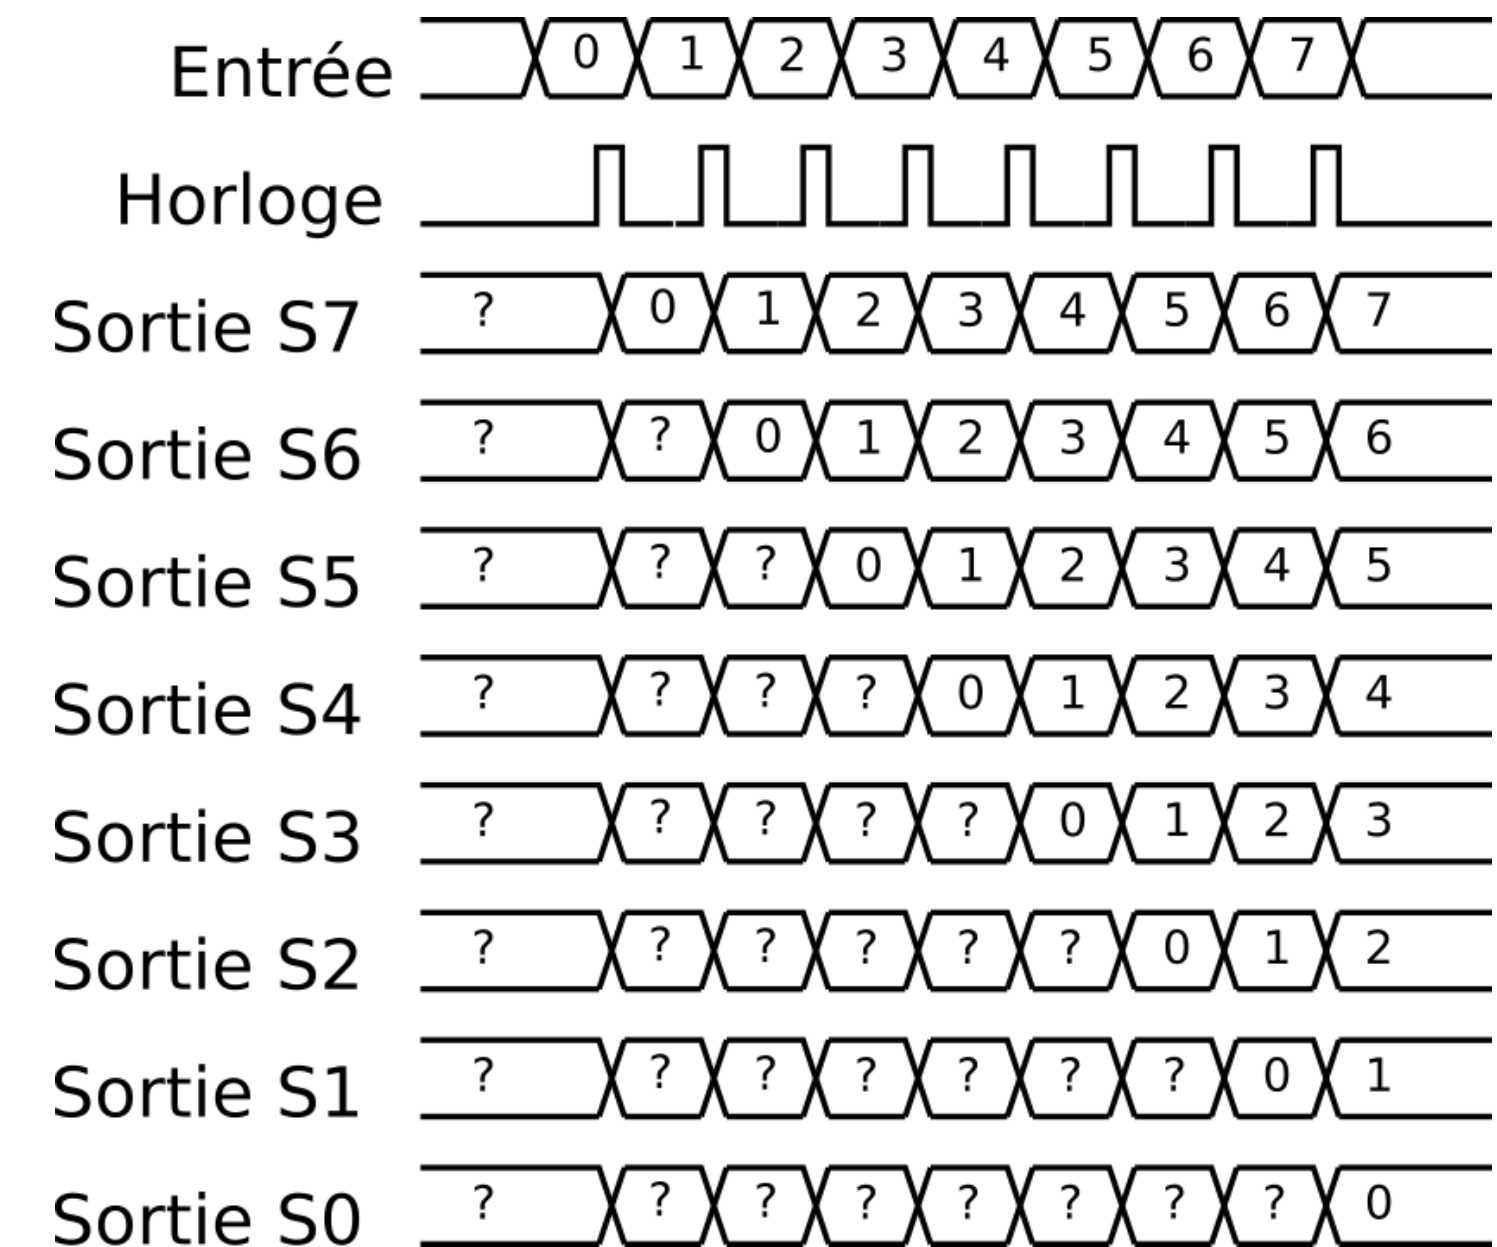 Entrée 0 1 2 3 4 5 6 7
Horloge
Sortie S7 ? 0 1 2 3 4 5 6 7
Sortie S6 ? ? 0 1 2 3 4 5 6
Sortie S5 ? ? ? 0 1 2 3 4 5
Sortie S4 ? ? ? ? 0 1 2 3 4
Sortie S3 ? ? ? ? ? 0 1 2 3
Sortie S2 ? ? ? ? ? ? 0 1 2
Sortie S1 ? ? ? ? ? ? ? 0 1
Sortie S0 ? ? ? ? ? ? ? ? 0